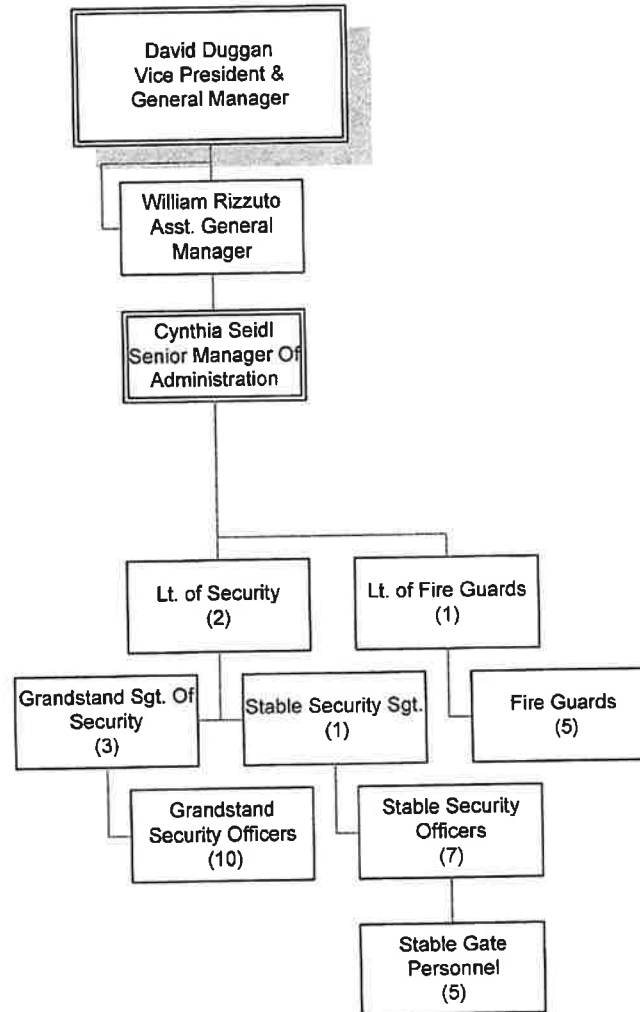 David Duggan
Vice President &
General Manager
William Rizzuto
Asst. General
Manager
Cynthia Seidl
Senior Manager Of
Administration
Lt. of Security
(2)
Lt. of Fire Guards
(1)
Grandstand Sgt. Of
Security
(3)
Stable Security Sgt.
(1)
Fire Guards
(5)
Grandstand
Security Officers
(10)
Stable Security
Officers
(7)
Stable Gate
Personnel
(5)